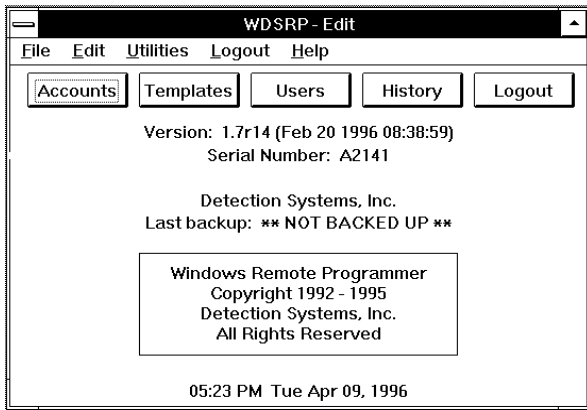 WDSRP - Edit
File Edit Utilities Logout Help
Accounts Templates Users History Logout
Version: 1.7r14 (Feb 20 1996 08:38:59)
Serial Number: A2141
Detection Systems, Inc.
Last backup: ** NOT BACKED UP **
Windows Remote Programmer
Copyright 1992 - 1995
Detection Systems, Inc.
All Rights Reserved
05:23 PM Tue Apr 09, 1996